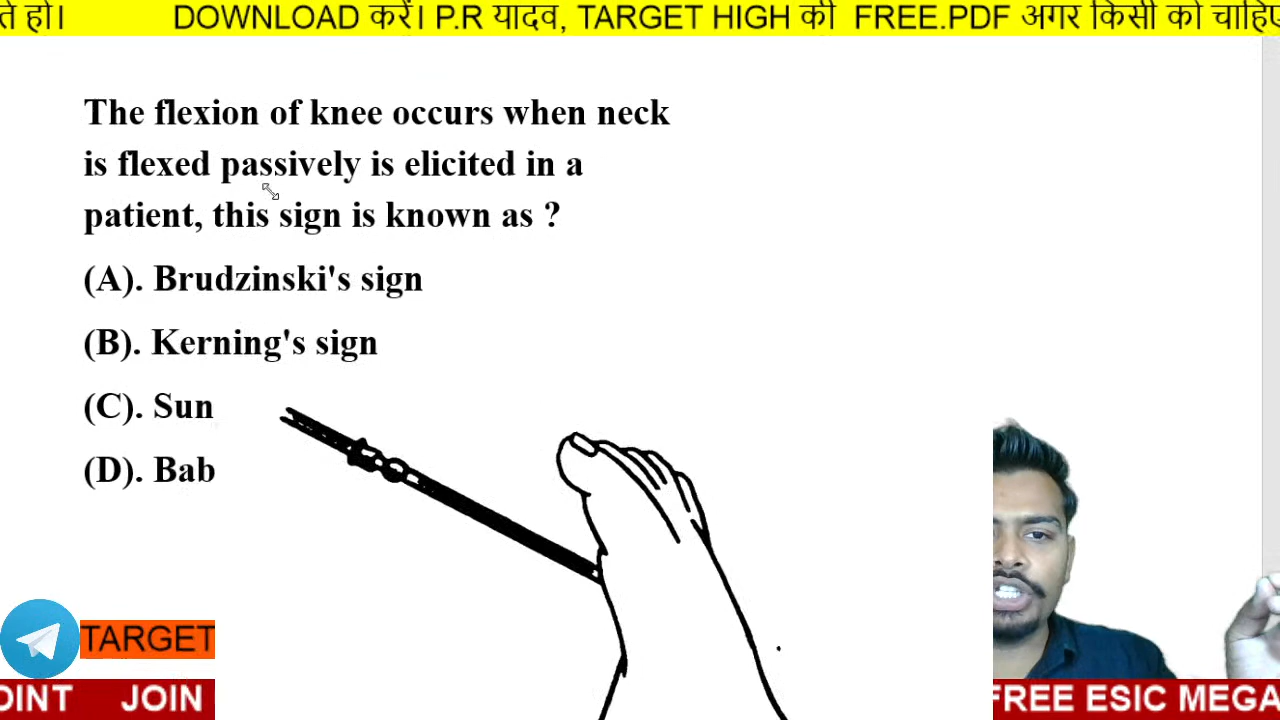 ते हो। DOWNLOAD करें। P.R यादव, TARGET HIGH की FREE.PDF अगर किसी को चाहिए
The flexion of knee occurs when neck
is flexed passively is elicited in a
patient, this sign is known as ?
(A). Brudzinski's sign
(B). Kerning's sign
(C). Sun
(D). Bab
TARGET
OINT JOIN
FREE ESIC MEGA